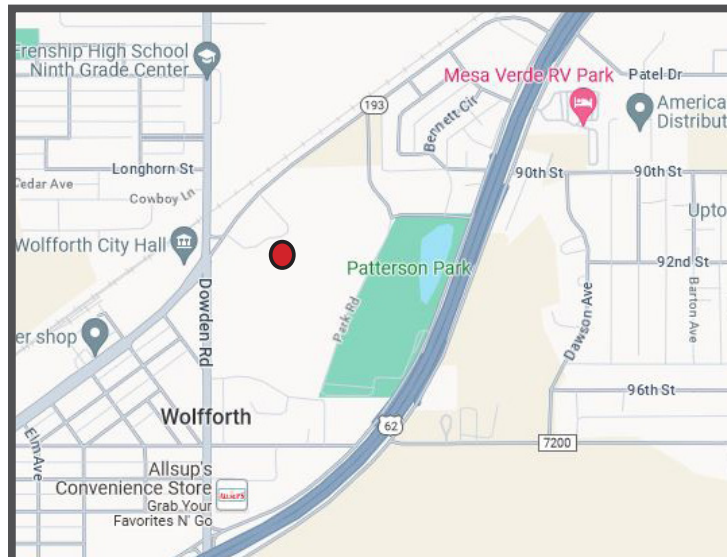 Frenship High School
Ninth Grade Center
Mesa Verde RV Park
Patel Dr
America
Distribut
193
Bennett Cir
Longhorn St
Cedar Ave
Cowboy Ln
90th St
90th St
Upto
Wolfforth City Hall
Patterson Park
92nd St
Dowden Rd
Park Rd
Dawson Ave
Barton Ave
er shop
96th St
Wolfforth
62
7200
Elm Ave
Allsup's
Convenience Store
Grab Your
Favorites N' Go